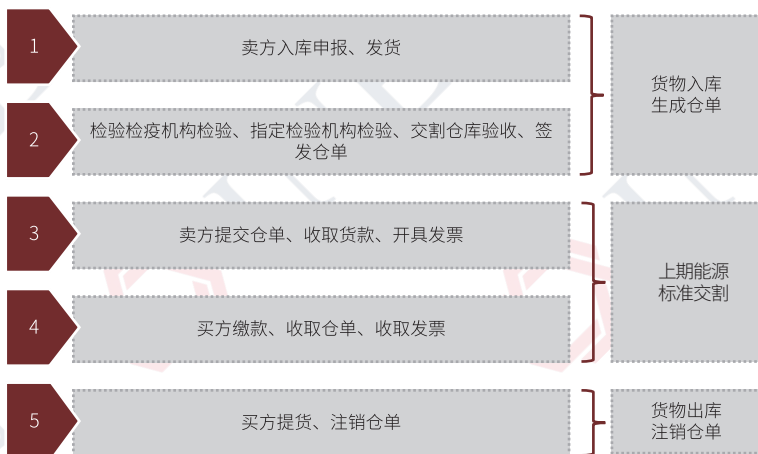 1
卖方入库申报、发货
2
检验检疫机构检验、指定检验机构检验、交割仓库验收、签
发仓单
货物入库
生成仓单
3
卖方提交仓单、收取货款、开具发票
4
买方缴款、收取仓单、收取发票
上期能源
标准交割
5
买方提货、注销仓单
货物出库
注销仓单